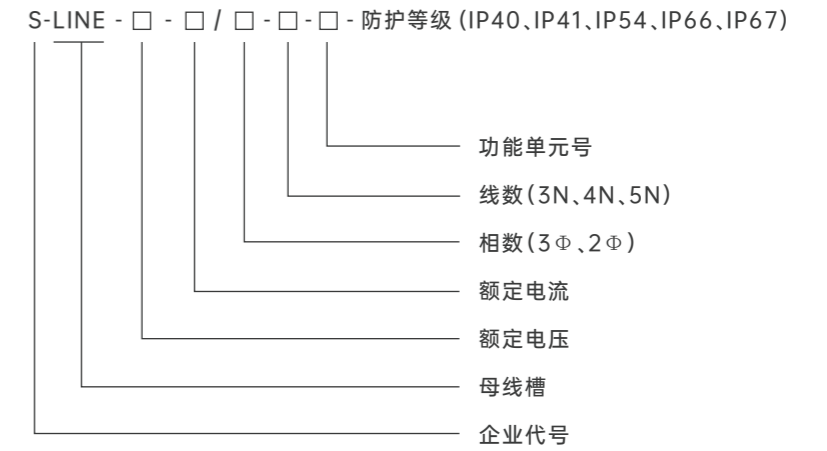 S-LINE - □ - □ / □ - □ - □ - 防护等级 (IP40、IP41、IP54、IP66、IP67)
功能单元号
线数(3N、4N、5N)
相数(3Φ、2Φ)
额定电流
额定电压
母线槽
企业代号